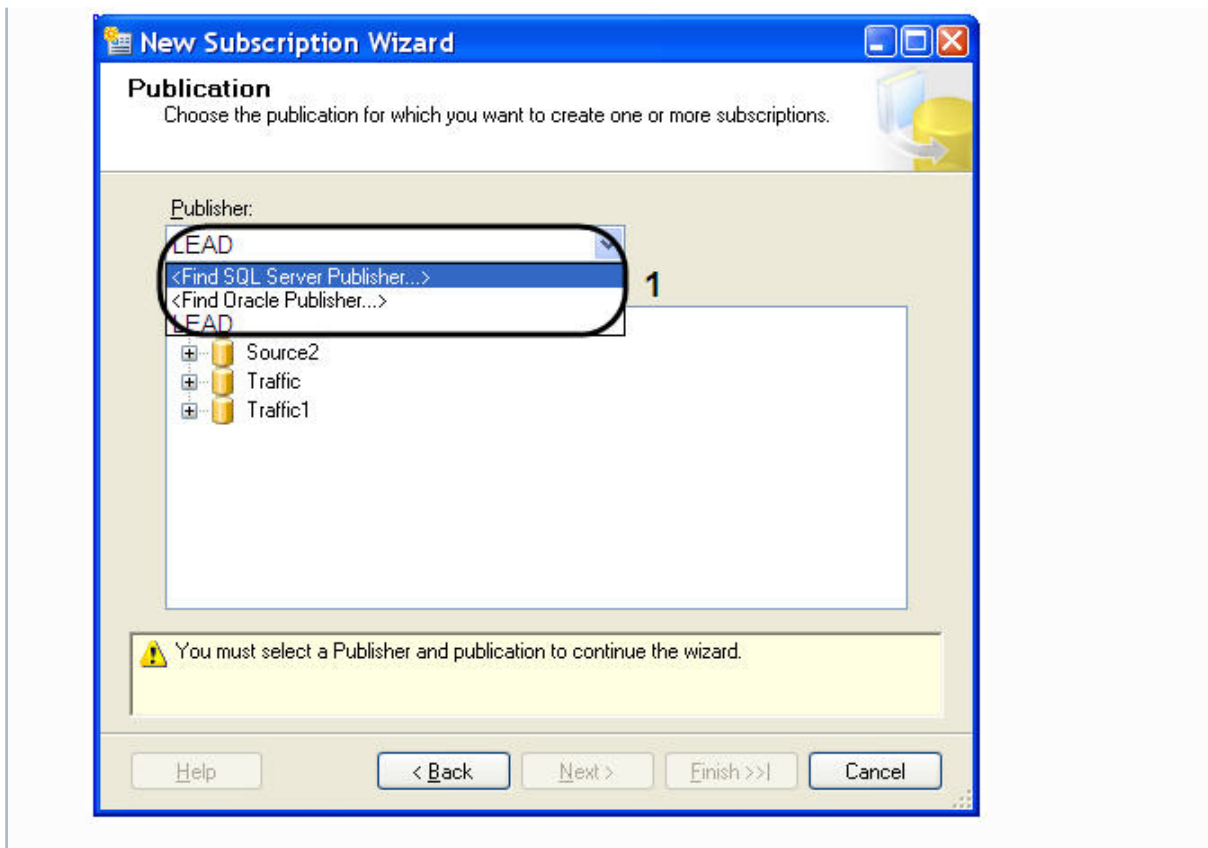 New Subscription Wizard
Publication
Choose the publication for which you want to create one or more subscriptions.
Publisher:
LEAD
<Find SQL Server Publisher...>
1
<Find Oracle Publisher...>
LEAD
Source2
Traffic
Traffic1
You must select a Publisher and publication to continue the wizard.
Help
< Back
Next >
Finish >>|
Cancel